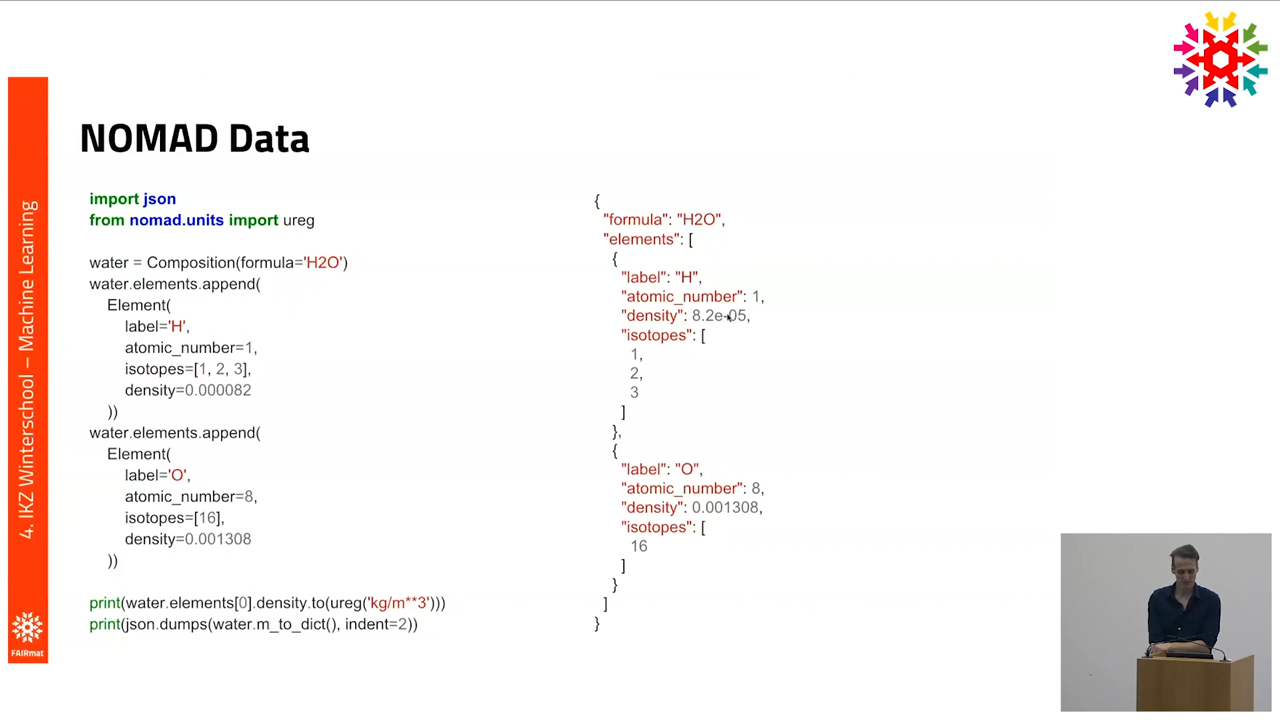 NOMAD Data
4. IKZ Winterschool – Machine Learning
FAIRmat
import json
from nomad.units import ureg
water = Composition(formula='H2O')
water.elements.append(
Element(
label='H',
atomic_number=1,
isotopes=[1, 2, 3],
density=0.000082
))
water.elements.append(
Element(
label='O',
atomic_number=8,
isotopes=[16],
density=0.001308
))
print(water.elements[0].density.to(ureg('kg/m**3')))
print(json.dumps(water.m_to_dict(), indent=2))
{
"formula": "H2O",
"elements": [
{
"label": "H",
"atomic_number": 1,
"density": 8.2e-05,
"isotopes": [
1,
2,
3
]
},
{
"label": "O",
"atomic_number": 8,
"density": 0.001308,
"isotopes": [
16
]
}
]
}